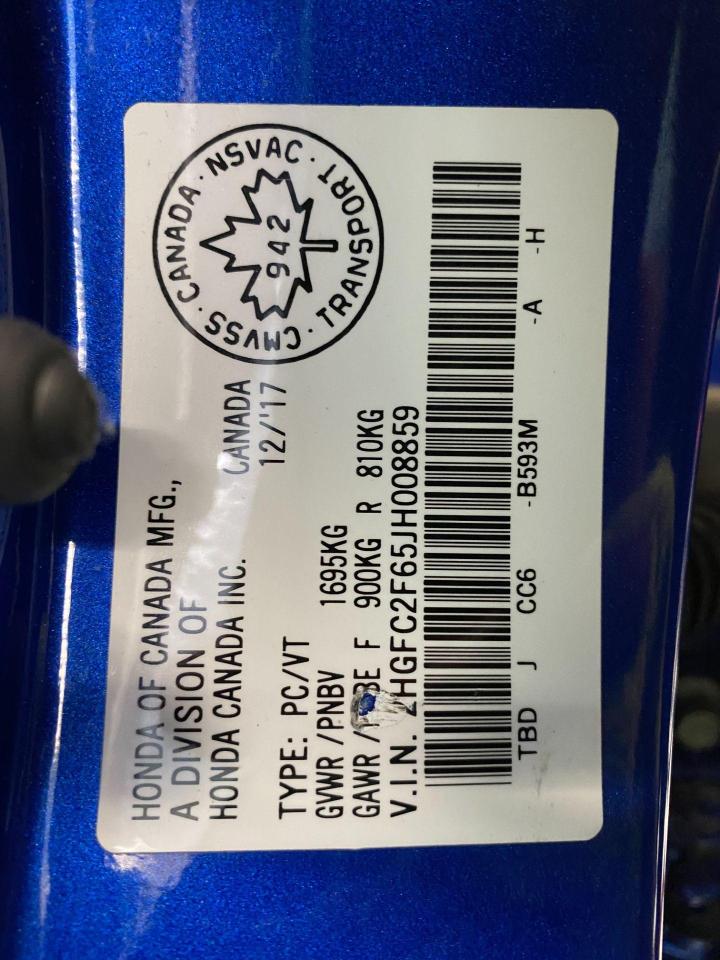 HONDA OF CANADA MFG.,
A DIVISION OF
HONDA CANADA INC. CANADA
12/'17
TYPE: PC/VT
GVWR /PNBV 1695KG
GAWR / F 900KG R 810KG
V.I.N. HGFC2F65JH008859
TBD J CC6 -B593M -A -H
CMVSS · CANADA · NSVAC · TRANSPORT ·
942